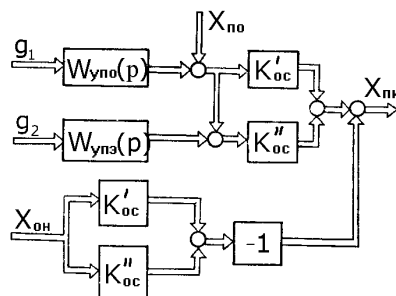 Xпо
g1
Wупо(p)
K'ос
Xпк
g2
Wупэ(p)
K"ос
Xон
K'ос
K"ос
-1